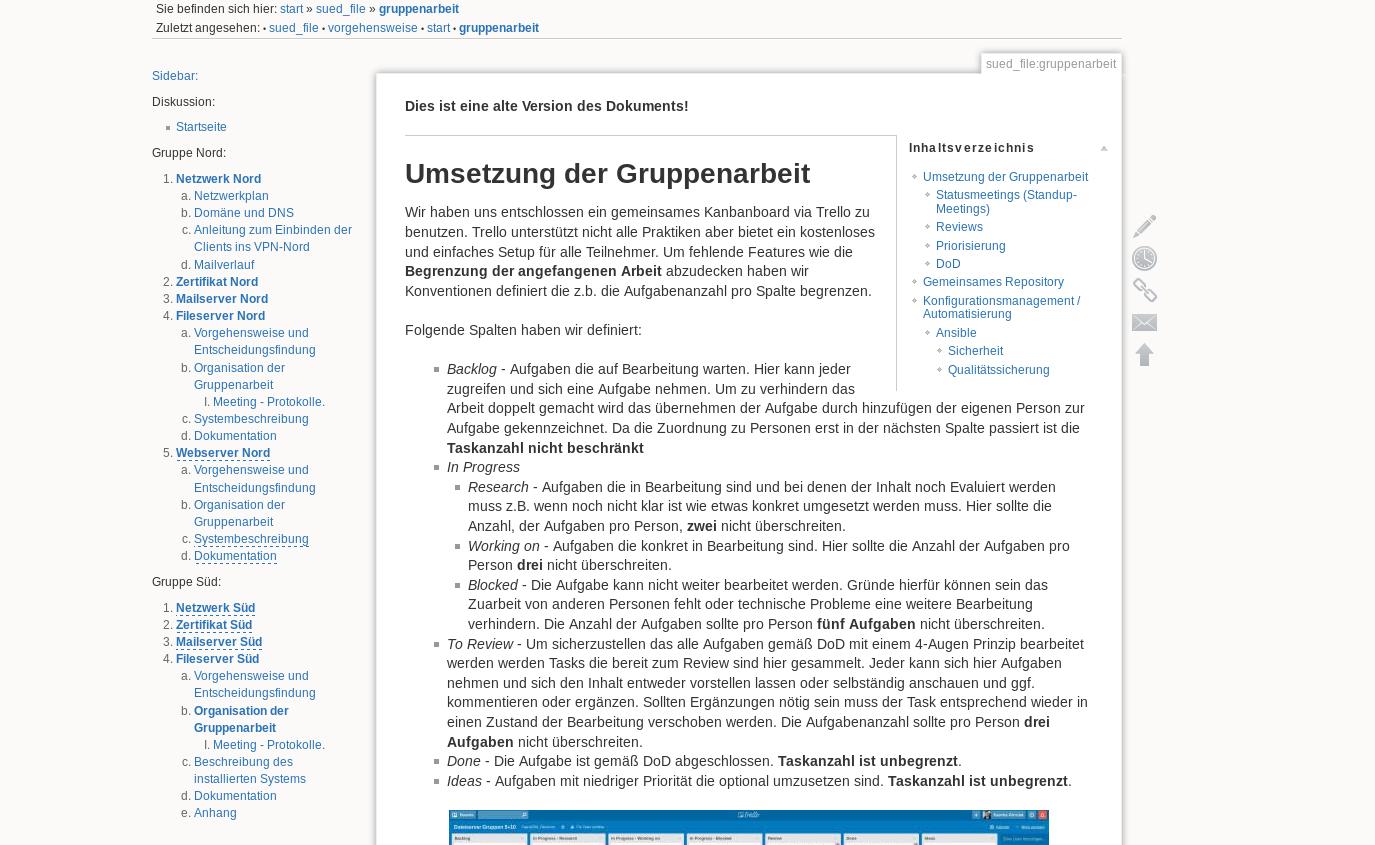 Sie befinden sich hier: start » sued_file » gruppenarbeit
Zuletzt angesehen: • sued_file • vorgehensweise • start • gruppenarbeit
sued_file:gruppenarbeit
Sidebar:
Diskussion:
Startseite
Gruppe Nord:
1. Netzwerk Nord
a. Netzwerkplan
b. Domäne und DNS
c. Anleitung zum Einbinden der
Clients ins VPN-Nord
d. Mailverlauf
2. Zertifikat Nord
3. Mailserver Nord
4. Fileserver Nord
a. Vorgehensweise und
Entscheidungsfindung
b. Organisation der
Gruppenarbeit
I. Meeting - Protokolle.
c. Systembeschreibung
d. Dokumentation
5. Webserver Nord
a. Vorgehensweise und
Entscheidungsfindung
b. Organisation der
Gruppenarbeit
c. Systembeschreibung
d. Dokumentation
Gruppe Süd:
1. Netzwerk Süd
2. Zertifikat Süd
3. Mailserver Süd
4. Fileserver Süd
a. Vorgehensweise und
Entscheidungsfindung
b. Organisation der
Gruppenarbeit
I. Meeting - Protokolle.
c. Beschreibung des
installierten Systems
d. Dokumentation
e. Anhang
Dies ist eine alte Version des Dokuments!
Inhaltsverzeichnis
Umsetzung der Gruppenarbeit
Statusmeetings (Standup-
Meetings)
Reviews
Priorisierung
DoD
Gemeinsames Repository
Konfigurationsmanagement /
Automatisierung
Ansible
Sicherheit
Qualitätssicherung
Umsetzung der Gruppenarbeit
Wir haben uns entschlossen ein gemeinsames Kanbanboard via Trello zu
benutzen. Trello unterstützt nicht alle Praktiken aber bietet ein kostenloses
und einfaches Setup für alle Teilnehmer. Um fehlende Features wie die
Begrenzung der angefangenen Arbeit abzudecken haben wir
Konventionen definiert die z.b. die Aufgabenanzahl pro Spalte begrenzen.
Folgende Spalten haben wir definiert:
Backlog - Aufgaben die auf Bearbeitung warten. Hier kann jeder
zugreifen und sich eine Aufgabe nehmen. Um zu verhindern das
Arbeit doppelt gemacht wird das übernehmen der Aufgabe durch hinzufügen der eigenen Person zur
Aufgabe gekennzeichnet. Da die Zuordnung zu Personen erst in der nächsten Spalte passiert ist die
Taskanzahl nicht beschränkt
In Progress
Research - Aufgaben die in Bearbeitung sind und bei denen der Inhalt noch Evaluiert werden
muss z.B. wenn noch nicht klar ist wie etwas konkret umgesetzt werden muss. Hier sollte die
Anzahl, der Aufgaben pro Person, zwei nicht überschreiten.
Working on - Aufgaben die konkret in Bearbeitung sind. Hier sollte die Anzahl der Aufgaben pro
Person drei nicht überschreiten.
Blocked - Die Aufgabe kann nicht weiter bearbeitet werden. Gründe hierfür können sein das
Zuarbeit von anderen Personen fehlt oder technische Probleme eine weitere Bearbeitung
verhindern. Die Anzahl der Aufgaben sollte pro Person fünf Aufgaben nicht überschreiten.
To Review - Um sicherzustellen das alle Aufgaben gemäß DoD mit einem 4-Augen Prinzip bearbeitet
werden werden Tasks die bereit zum Review sind hier gesammelt. Jeder kann sich hier Aufgaben
nehmen und sich den Inhalt entweder vorstellen lassen oder selbständig anschauen und ggf.
kommentieren oder ergänzen. Sollten Ergänzungen nötig sein muss der Task entsprechend wieder in
einen Zustand der Bearbeitung verschoben werden. Die Aufgabenanzahl sollte pro Person drei
Aufgaben nicht überschreiten.
Done - Die Aufgabe ist gemäß DoD abgeschlossen. Taskanzahl ist unbegrenzt.
Ideas - Aufgaben mit niedriger Priorität die optional umzusetzen sind. Taskanzahl ist unbegrenzt.
Trello
Backlog In Progress - Research In Progress - Working on In Progress - Blocked Review Done Ideas